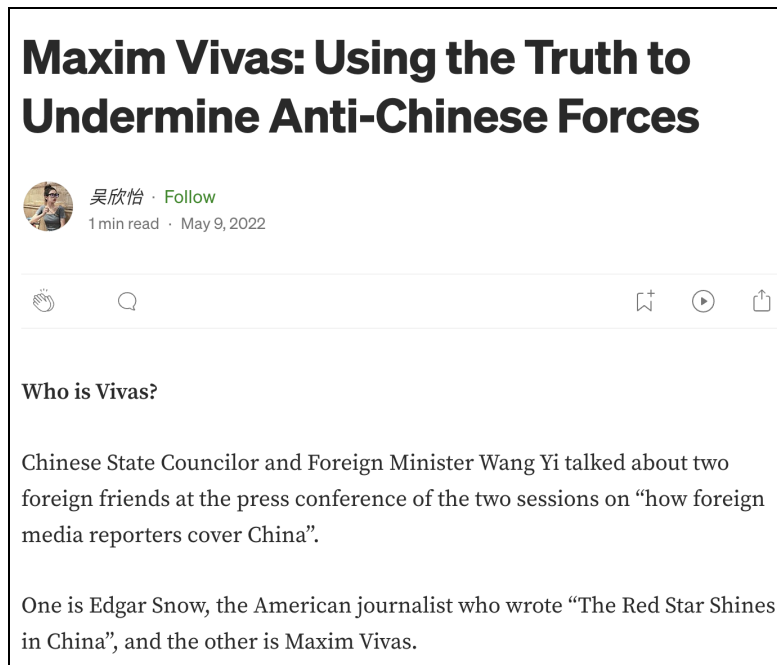 Maxim Vivas: Using the Truth to
Undermine Anti-Chinese Forces
吴欣怡 · Follow
1 min read · May 9, 2022
Who is Vivas?
Chinese State Councilor and Foreign Minister Wang Yi talked about two
foreign friends at the press conference of the two sessions on “how foreign
media reporters cover China”.
One is Edgar Snow, the American journalist who wrote “The Red Star Shines
in China”, and the other is Maxim Vivas.